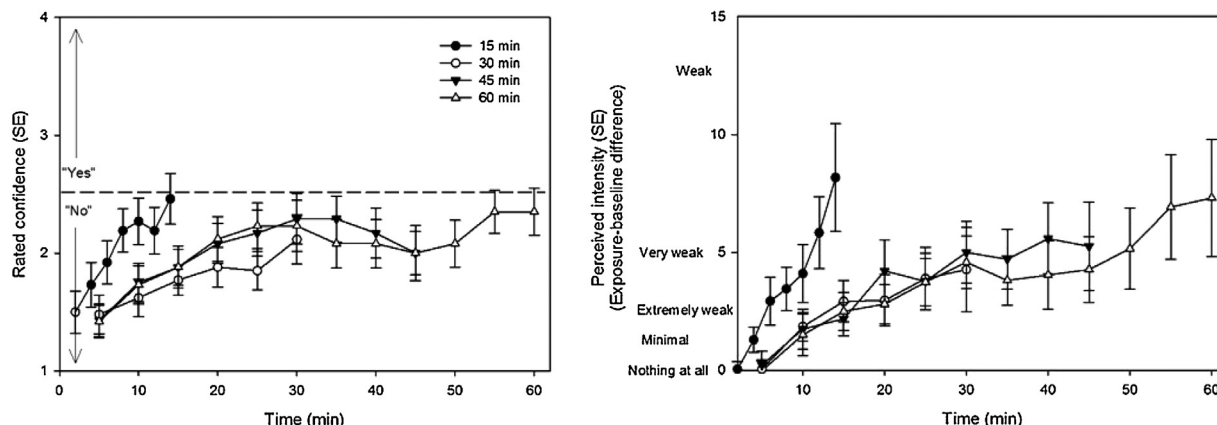 4
3
2
1
0
10
20
30
40
50
60
Rated confidence (SE)
Time (min)
"Yes"
"No"
15 min
30 min
45 min
60 min
15
10
5
0
Weak
Very weak
Extremely weak
Minimal
Nothing at all
10
20
30
40
50
60
Perceived intensity (SE)
(Exposure-baseline difference)
Time (min)